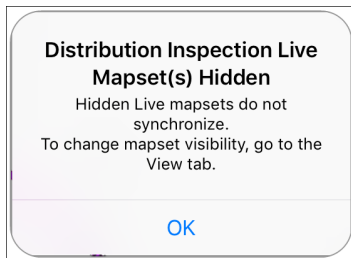 Distribution Inspection Live
Mapset(s) Hidden
Hidden Live mapsets do not
synchronize.
To change mapset visibility, go to the
View tab.
OK